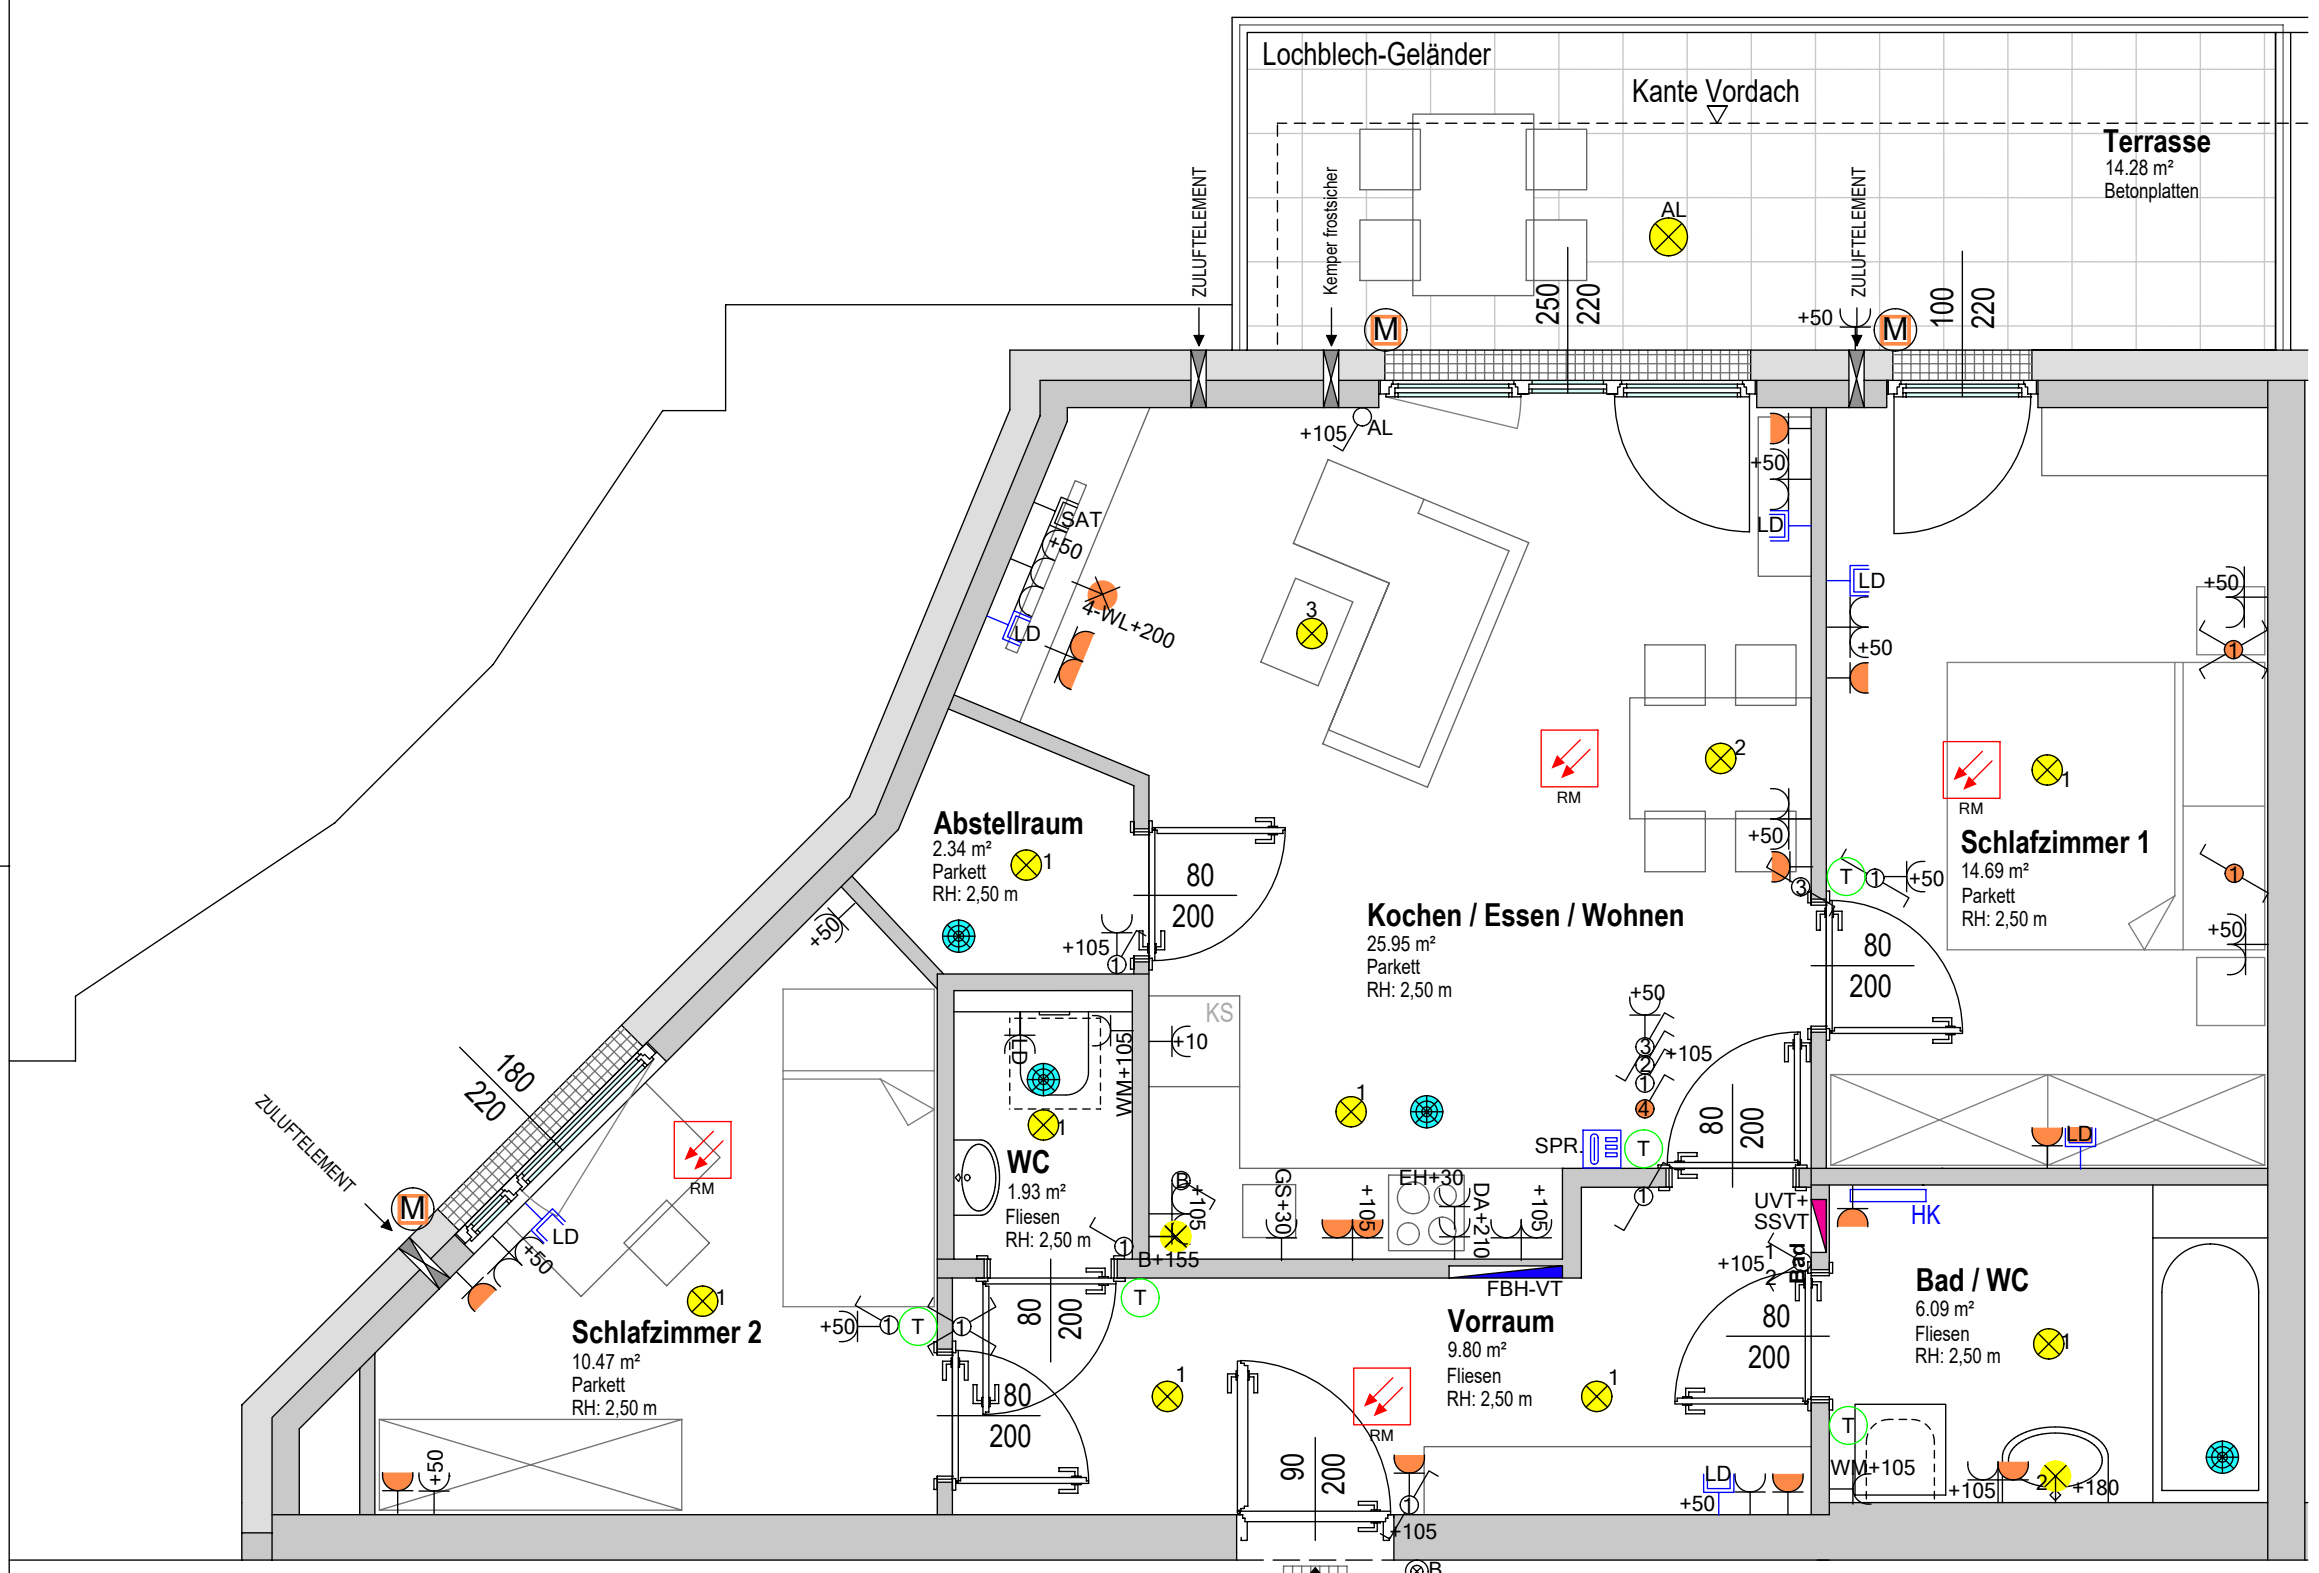 Lochblech-Geländer
Kante Vordach
Terrasse
14.28 m²
Betonplatten
ZULUFTELEMENT
Kemper frostsicher
AL
ZULUFTELEMENT
250
220
100
220
+50
M
M
+105
AL
SAT
+50
LD
4-WL+200
3
+50
LD
LD
+50
+50
1
2
RM
RM
1
Abstellraum
2.34 m²
Parkett
RH: 2,50 m
1
+50
+105
1
80
200
Kochen / Essen / Wohnen
25.95 m²
Parkett
RH: 2,50 m
+50
3
T
1
+50
Schlafzimmer 1
14.69 m²
Parkett
RH: 2,50 m
1
+50
80
200
KS
+10
+50
3
2
+105
1
4
80
200
LD
WM+105
1
1
WC
1.93 m²
Fliesen
RH: 2,50 m
1
180
220
ZULUFTELEMENT
M
RM
LD
+50
B
+105
B+155
GS+30
+105
EH+30
DA+210
+105
SPR.
T
1
LD
UVT+
SSVT
HK
FBH-VT
+105
1
2
Bad
Schlafzimmer 2
10.47 m²
Parkett
RH: 2,50 m
1
+50
1
T
1
80
200
T
80
200
+50
1
Vorraum
9.80 m²
Fliesen
RH: 2,50 m
1
RM
90
200
80
200
Bad / WC
6.09 m²
Fliesen
RH: 2,50 m
1
T
WM+105
+105
2
+180
LD
+50
1
+105
B